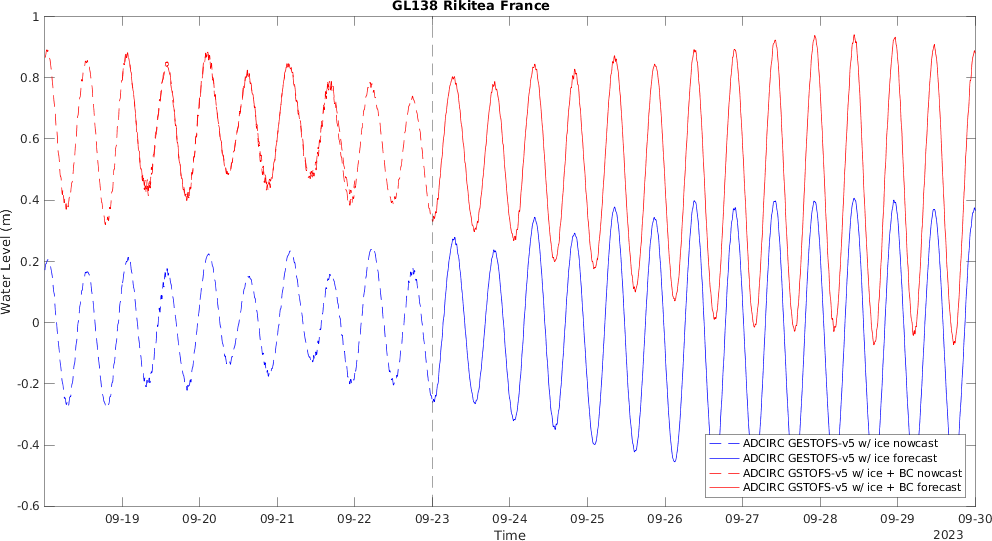 GL138 Rikitea France
Water Level (m)
1
0.8
0.6
0.4
0.2
0
-0.2
-0.4
-0.6
ADCIRC GESTOFS-v5 w/ ice nowcast
ADCIRC GESTOFS-v5 w/ ice forecast
ADCIRC GSTOFS-v5 w/ ice + BC nowcast
ADCIRC GSTOFS-v5 w/ ice + BC forecast
09-19 09-20 09-21 09-22 09-23 09-24 09-25 09-26 09-27 09-28 09-29 09-30
Time
2023